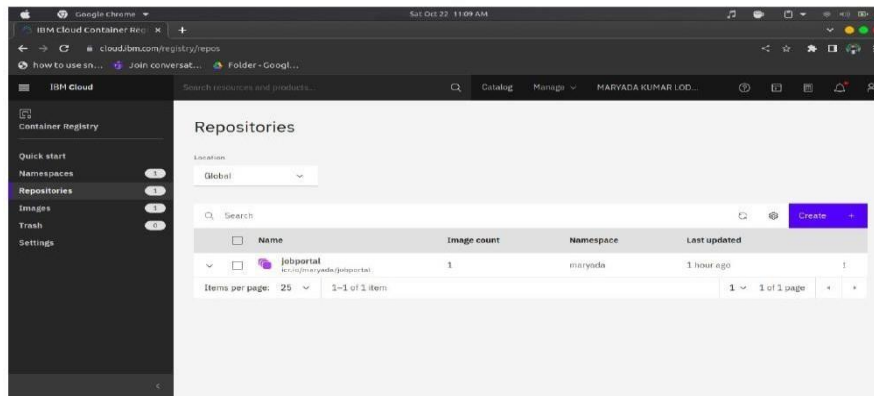 Google Chrome
Sat Oct 22 11:09 AM
IBM Cloud Container Reg
cloud.ibm.com/registry/repos
how to use sn...
Join conversat...
Folder - Googl...
IBM Cloud
Search resources and products...
Catalog
Manage
MARYADA KUMAR LOD...
Container Registry
Quick start
Namespaces 1
Repositories 1
Images 1
Trash 0
Settings
Repositories
Location
Global
Search
Create +
Name Image count Namespace Last updated
jobportal 1 maryada 1 hour ago
icr.io/maryada/jobportal
Items per page: 25 1–1 of 1 item
1 1 of 1 page